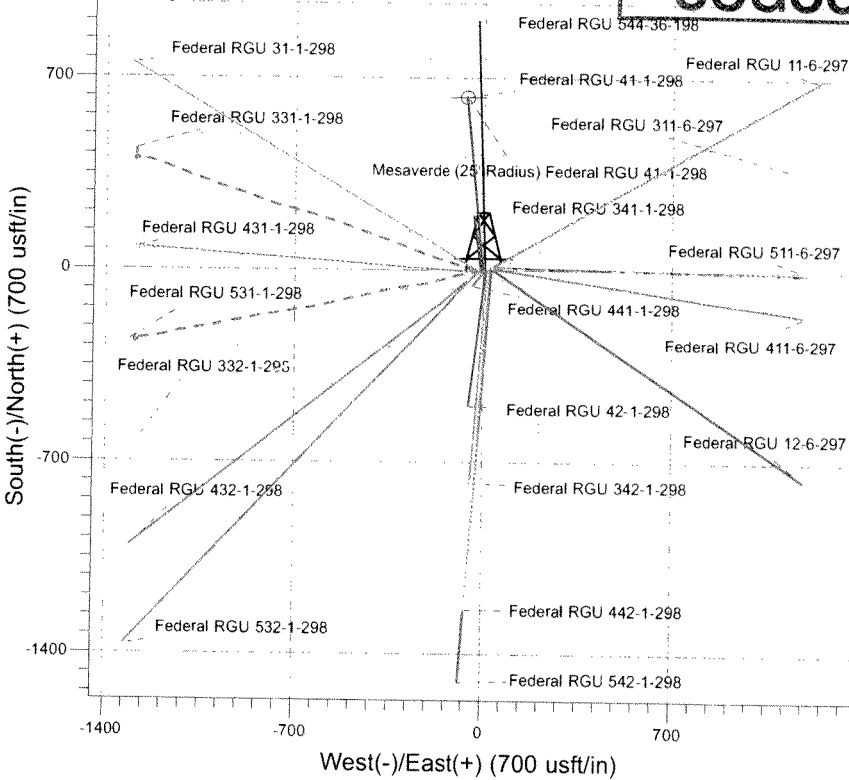 Federal RGU 544-36-198
Federal RGU 31-1-298
Federal RGU 11-6-297
700
Federal RGU 41-1-298
Federal RGU 331-1-298
Federal RGU 311-6-297
Mesaverde (25' Radius) Federal RGU 41-1-298
Federal RGU 341-1-298
Federal RGU 431-1-298
Federal RGU 511-6-297
0
Federal RGU 531-1-298
Federal RGU 441-1-298
Federal RGU 411-6-297
Federal RGU 332-1-298
Federal RGU 42-1-298
Federal RGU 12-6-297
-700
Federal RGU 432-1-298
Federal RGU 342-1-298
Federal RGU 442-1-298
Federal RGU 532-1-298
-1400
Federal RGU 542-1-298
South(-)/North(+) (700 usft/in)
-1400
-700
0
700
West(-)/East(+) (700 usft/in)